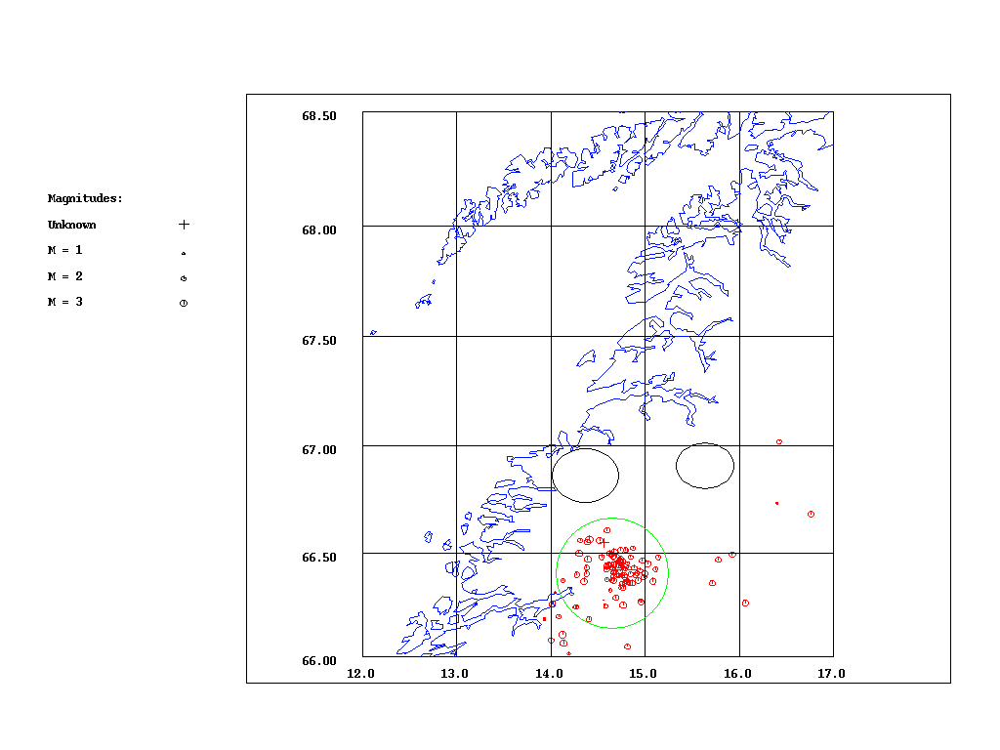 68.50
Magnitudes:
Unknown
68.00
M = 1
M = 2
M = 3
67.50
67.00
66.50
66.00
12.0 13.0 14.0 15.0 16.0 17.0